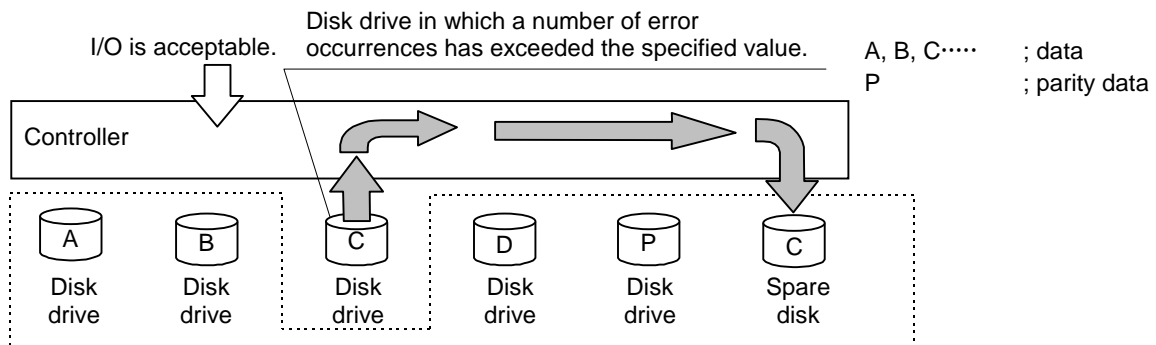 Disk drive in which a number of error
occurrences has exceeded the specified value.
I/O is acceptable.
A, B, C····· ; data
P ; parity data
Controller
A
B
C
D
P
C
Disk
drive
Disk
drive
Disk
drive
Disk
drive
Disk
drive
Spare
disk